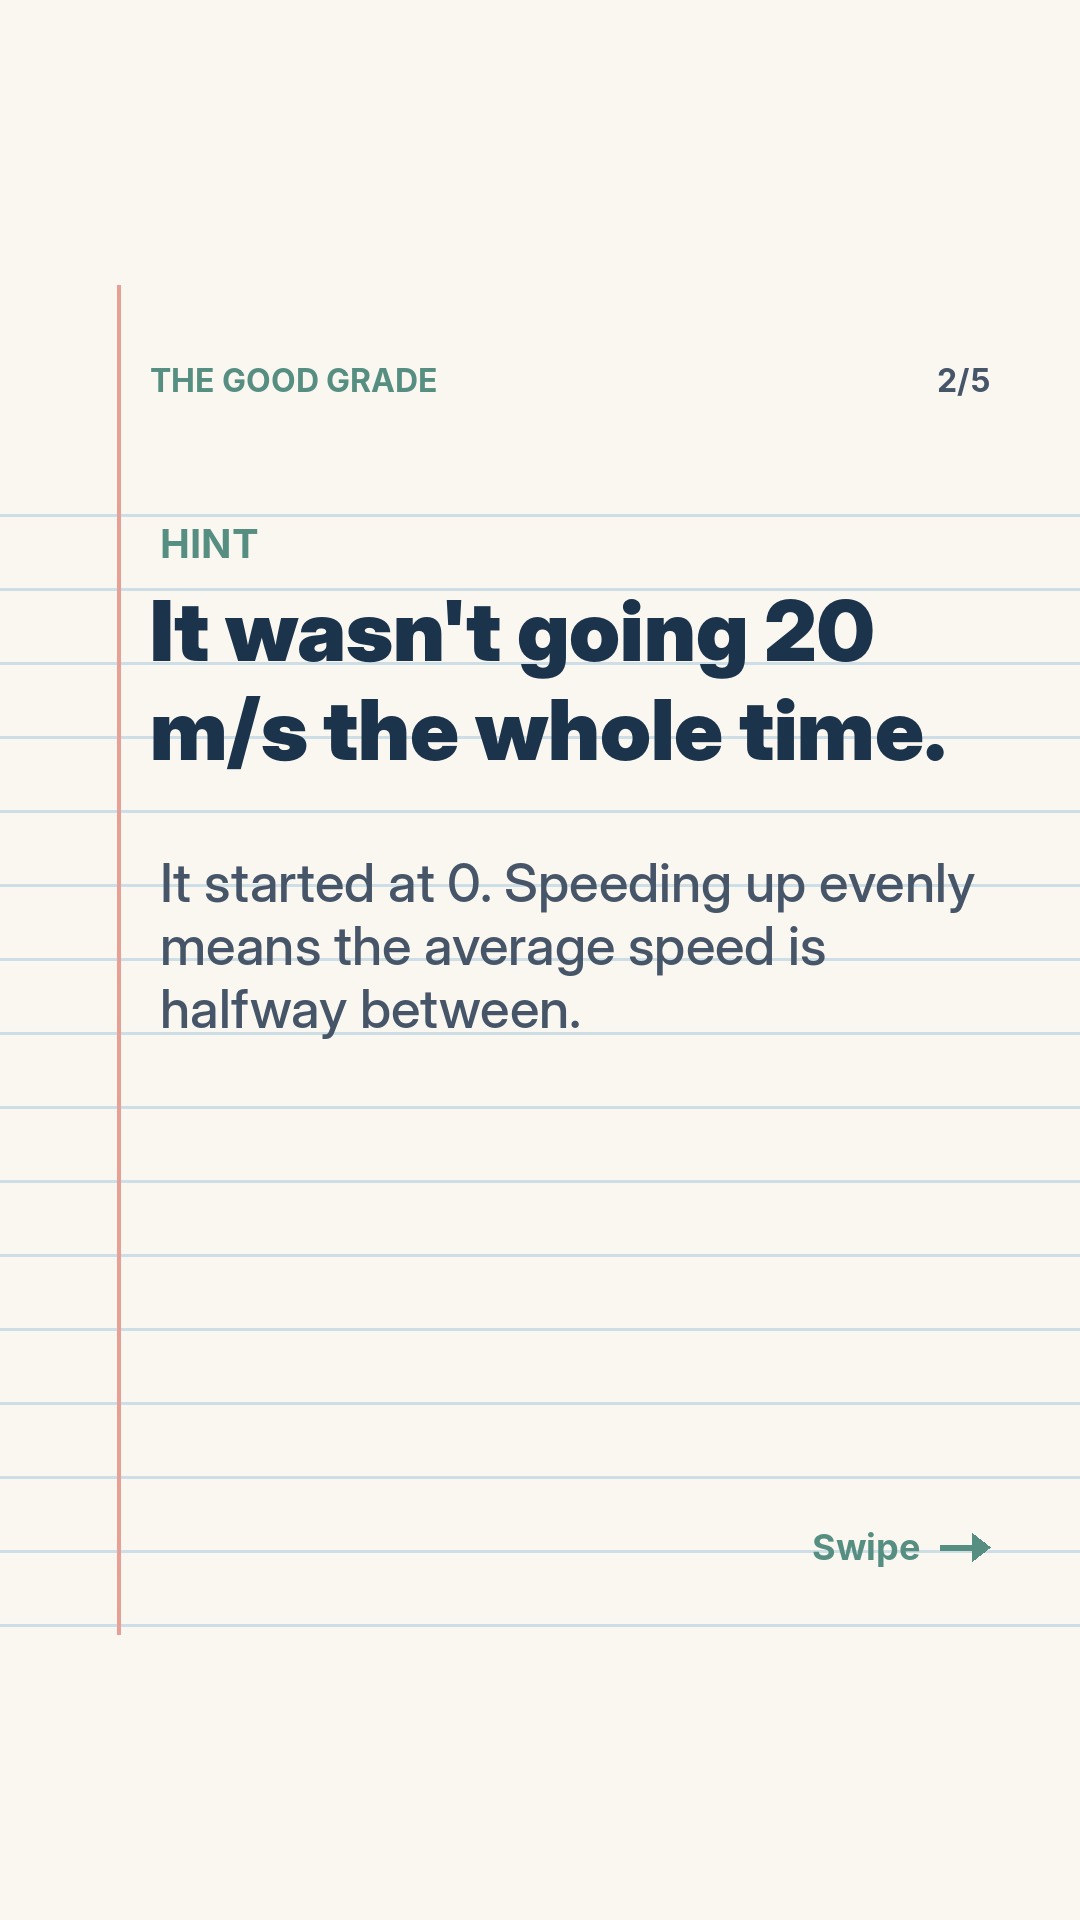 THE GOOD GRADE
2/5
HINT
It wasn't going 20
m/s the whole time.
It started at 0. Speeding up evenly
means the average speed is
halfway between.
Swipe